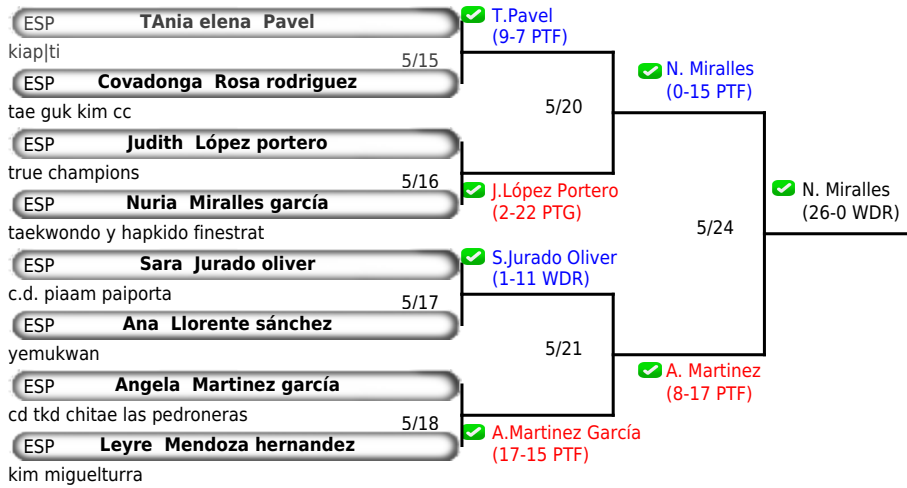 ESP TAnia elena Pavel
kiap|ti
5/15
ESP Covadonga Rosa rodriguez
tae guk kim cc
ESP Judith López portero
true champions
5/16
ESP Nuria Miralles garcía
taekwondo y hapkido finestrat
ESP Sara Jurado oliver
c.d. piaam paiporta
5/17
ESP Ana Llorente sánchez
yemukwan
ESP Angela Martinez garcía
cd tkd chitae las pedroneras
5/18
ESP Leyre Mendoza hernandez
kim miguelturra
T.Pavel
(9-7 PTF)
5/20
J.López Portero
(2-22 PTG)
S.Jurado Oliver
(1-11 WDR)
5/21
A.Martinez García
(17-15 PTF)
N. Miralles
(0-15 PTF)
5/24
A. Martinez
(8-17 PTF)
N. Miralles
(26-0 WDR)